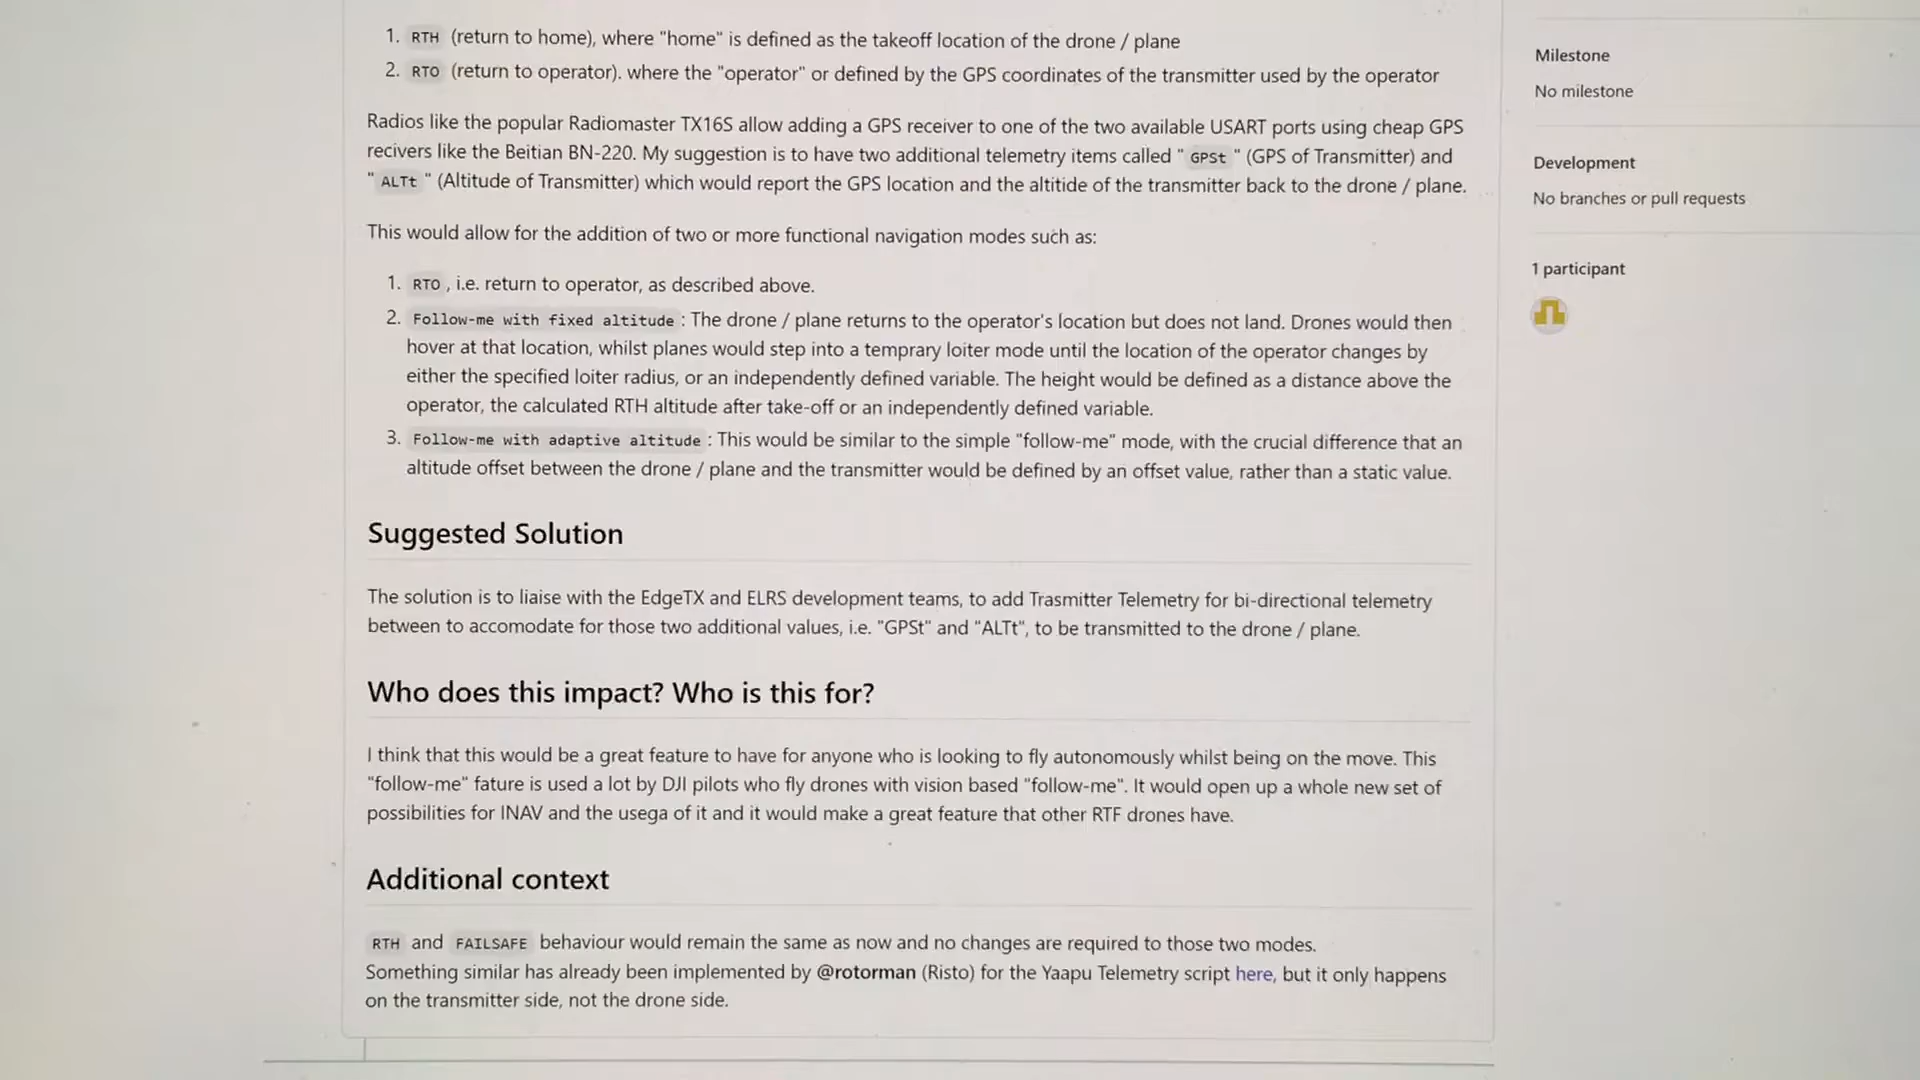 1. RTH (return to home), where "home" is defined as the takeoff location of the drone / plane
2. RTO (return to operator). where the "operator" or defined by the GPS coordinates of the transmitter used by the operator
Radios like the popular Radiomaster TX16S allow adding a GPS receiver to one of the two available USART ports using cheap GPS
recivers like the Beitian BN-220. My suggestion is to have two additional telemetry items called " GPSt " (GPS of Transmitter) and
" ALTt " (Altitude of Transmitter) which would report the GPS location and the altitide of the transmitter back to the drone / plane.
This would allow for the addition of two or more functional navigation modes such as:
1. RTO , i.e. return to operator, as described above.
2. Follow-me with fixed altitude : The drone / plane returns to the operator's location but does not land. Drones would then
hover at that location, whilst planes would step into a temprary loiter mode until the location of the operator changes by
either the specified loiter radius, or an independently defined variable. The height would be defined as a distance above the
operator, the calculated RTH altitude after take-off or an independently defined variable.
3. Follow-me with adaptive altitude : This would be similar to the simple "follow-me" mode, with the crucial difference that an
altitude offset between the drone / plane and the transmitter would be defined by an offset value, rather than a static value.
Suggested Solution
The solution is to liaise with the EdgeTX and ELRS development teams, to add Trasmitter Telemetry for bi-directional telemetry
between to accomodate for those two additional values, i.e. "GPSt" and "ALTt", to be transmitted to the drone / plane.
Who does this impact? Who is this for?
I think that this would be a great feature to have for anyone who is looking to fly autonomously whilst being on the move. This
"follow-me" fature is used a lot by DJI pilots who fly drones with vision based "follow-me". It would open up a whole new set of
possibilities for INAV and the usega of it and it would make a great feature that other RTF drones have.
Additional context
RTH and FAILSAFE behaviour would remain the same as now and no changes are required to those two modes.
Something similar has already been implemented by @rotorman (Risto) for the Yaapu Telemetry script here, but it only happens
on the transmitter side, not the drone side.
Milestone
No milestone
Development
No branches or pull requests
1 participant